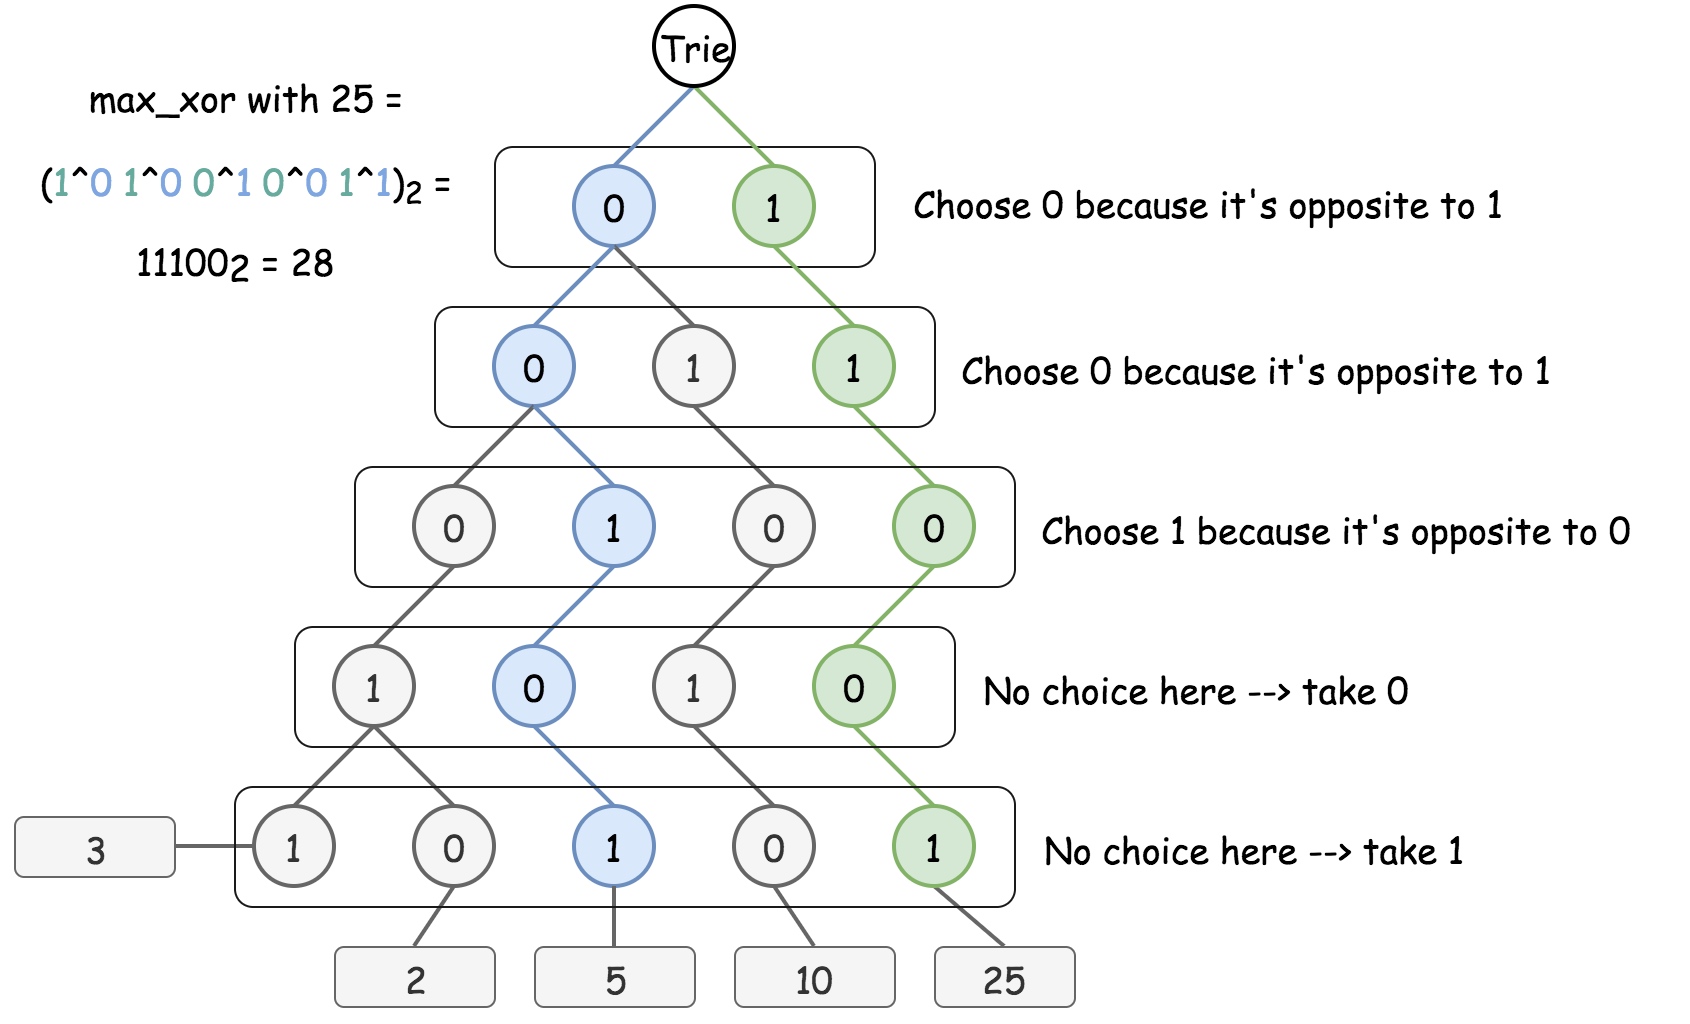 Trie
max_xor with 25 =
(1^0 1^0 0^1 0^0 1^1)₂ =
11100₂ = 28
0 1
Choose 0 because it's opposite to 1
0 1 1
Choose 0 because it's opposite to 1
0 1 0 0
Choose 1 because it's opposite to 0
1 0 1 0
No choice here --> take 0
3
1 0 1 0 1
No choice here --> take 1
2 5 10 25